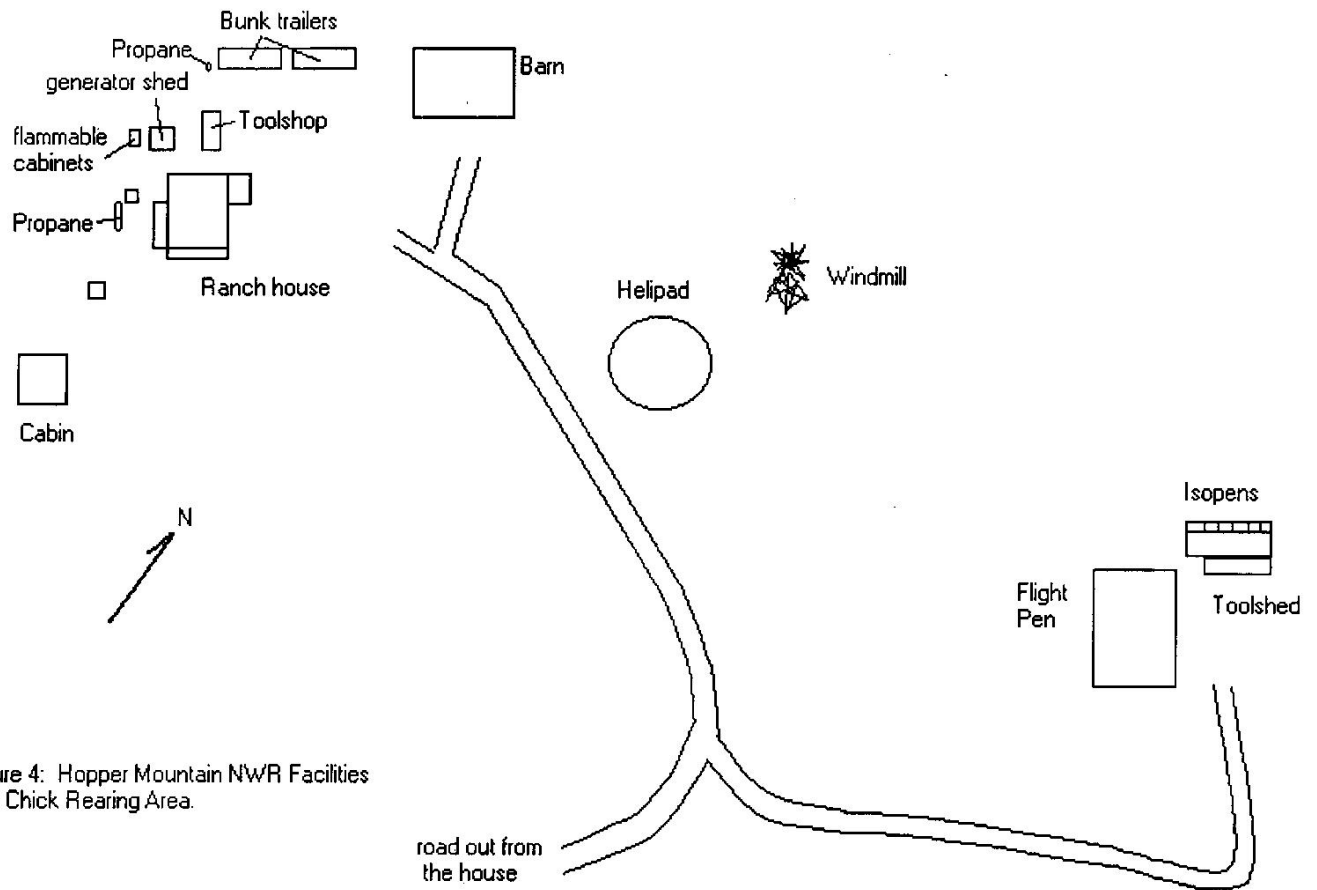 Bunk trailers
Propane
Barn
generator shed
Toolshop
flammable
cabinets
Propane
Ranch house
Windmill
Helipad
Cabin
Isopens
N
Flight
Pen
Toolshed
ure 4: Hopper Mountain NWR Facilities
Chick Rearing Area.
road out from
the house